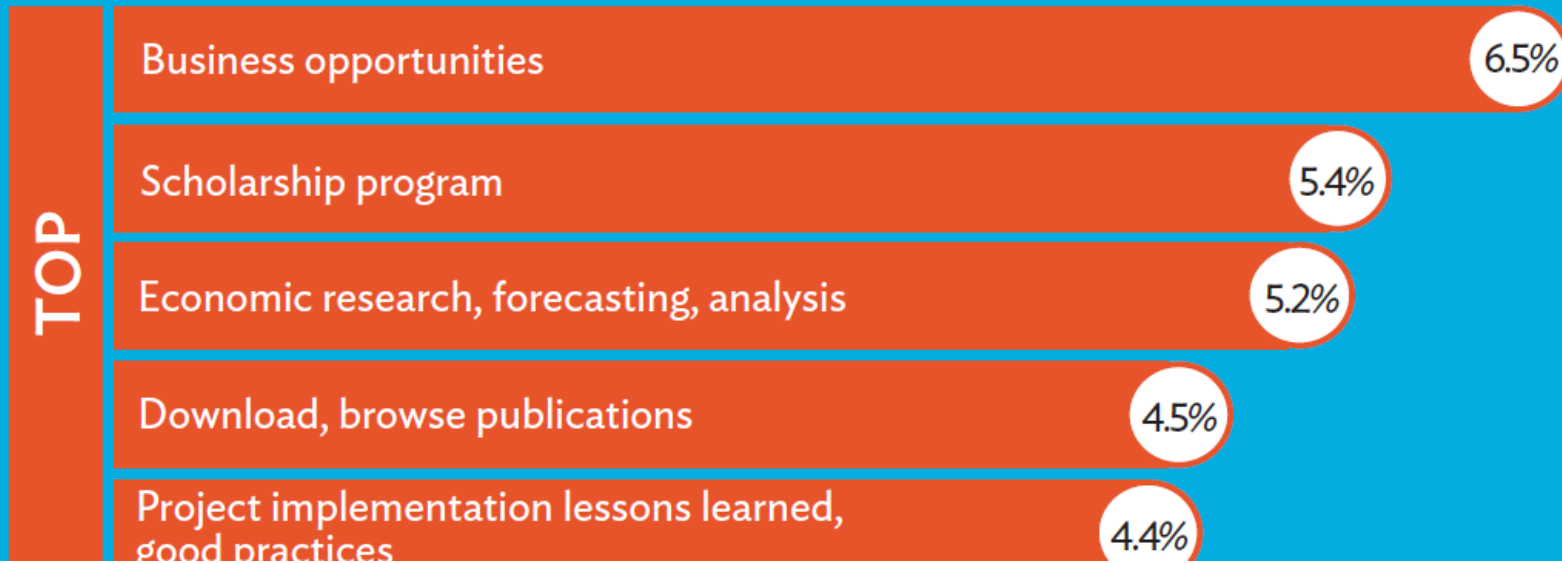 TOP
Business opportunities
6.5%
Scholarship program
5.4%
Economic research, forecasting, analysis
5.2%
Download, browse publications
4.5%
Project implementation lessons learned,
good practices
4.4%